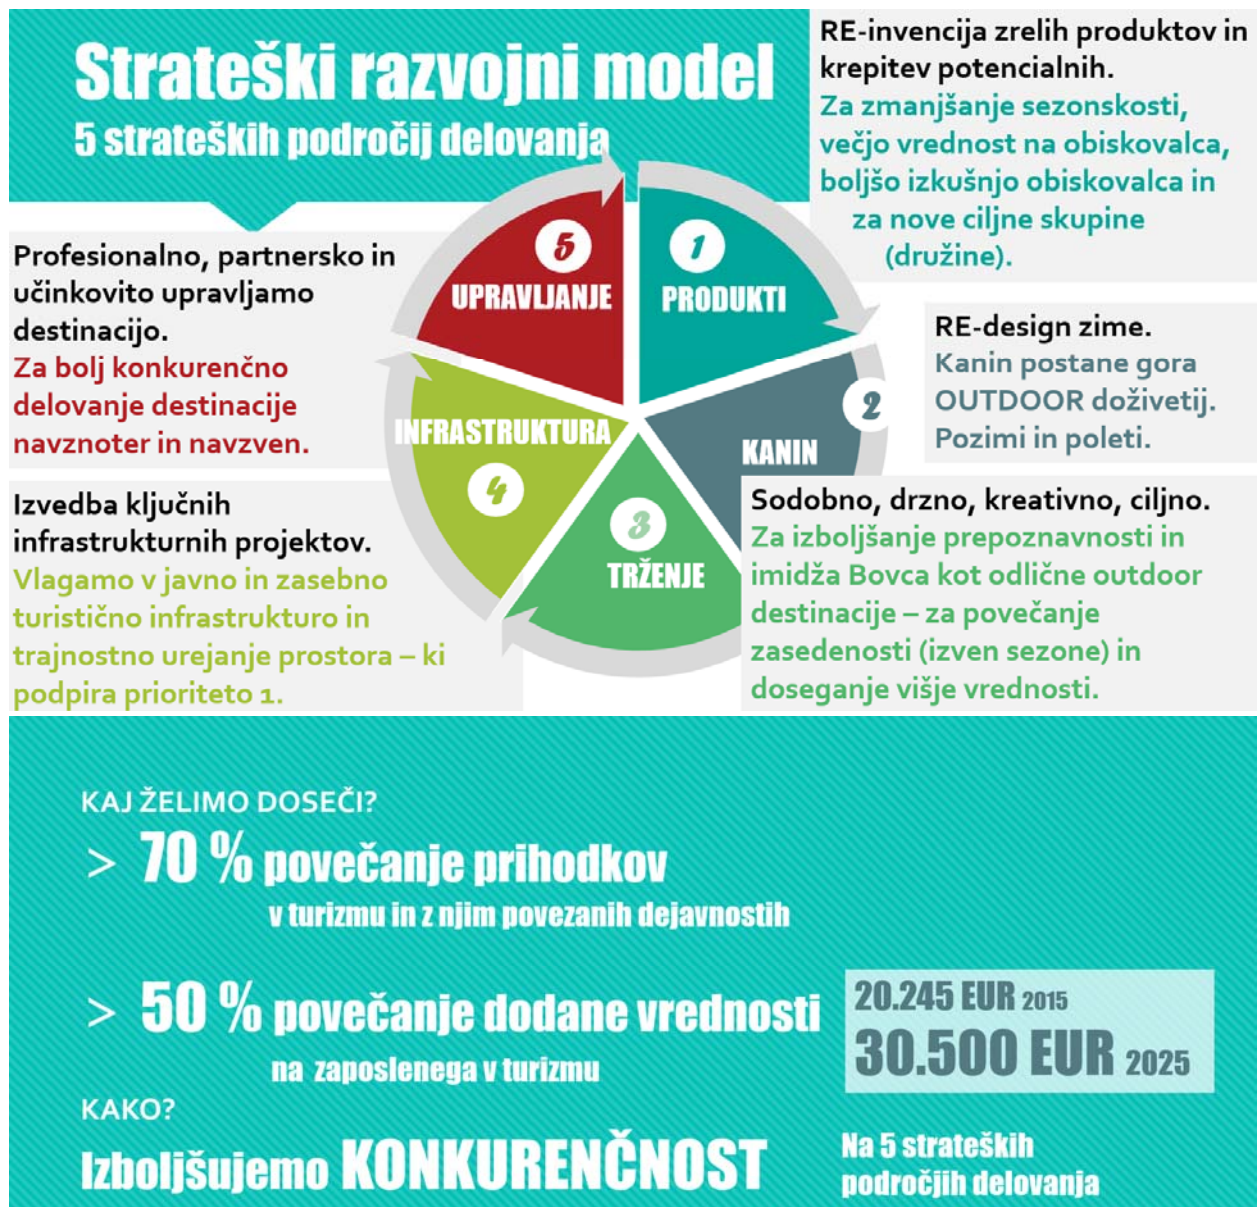 Strateški razvojni model
5 strateških področij delovanja
RE-invencija zrelih produktov in
krepitev potencialnih.
Za zmanjšanje sezonskosti,
večjo vrednost na obiskovalca,
boljšo izkušnjo obiskovalca in
za nove ciljne skupine
(družine).
1
PRODUKTI
RE-design zime.
Kanin postane gora
OUTDOOR doživetij.
Pozimi in poleti.
2
KANIN
Sodobno, drzno, kreativno, ciljno.
Za izboljšanje prepoznavnosti in
imidža Bovca kot odlične outdoor
destinacije – za povečanje
zasedenosti (izven sezone) in
doseganje višje vrednosti.
3
TRŽENJE
Izvedba ključnih
infrastrukturnih projektov.
Vlagamo v javno in zasebno
turistično infrastrukturo in
trajnostno urejanje prostora – ki
podpira prioriteto 1.
INFRASTRUKTURA
4
Profesionalno, partnersko in
učinkovito upravljamo
destinacijo.
Za bolj konkurenčno
delovanje destinacije
navznoter in navzven.
5
UPRAVLJANJE
KAJ ŽELIMO DOSEČI?
> 70 % povečanje prihodkov
v turizmu in z njim povezanih dejavnostih
> 50 % povečanje dodane vrednosti
na zaposlenega v turizmu
20.245 EUR 2015
30.500 EUR 2025
KAKO?
Izboljšujemo KONKURENČNOST
Na 5 strateških
področjih delovanja